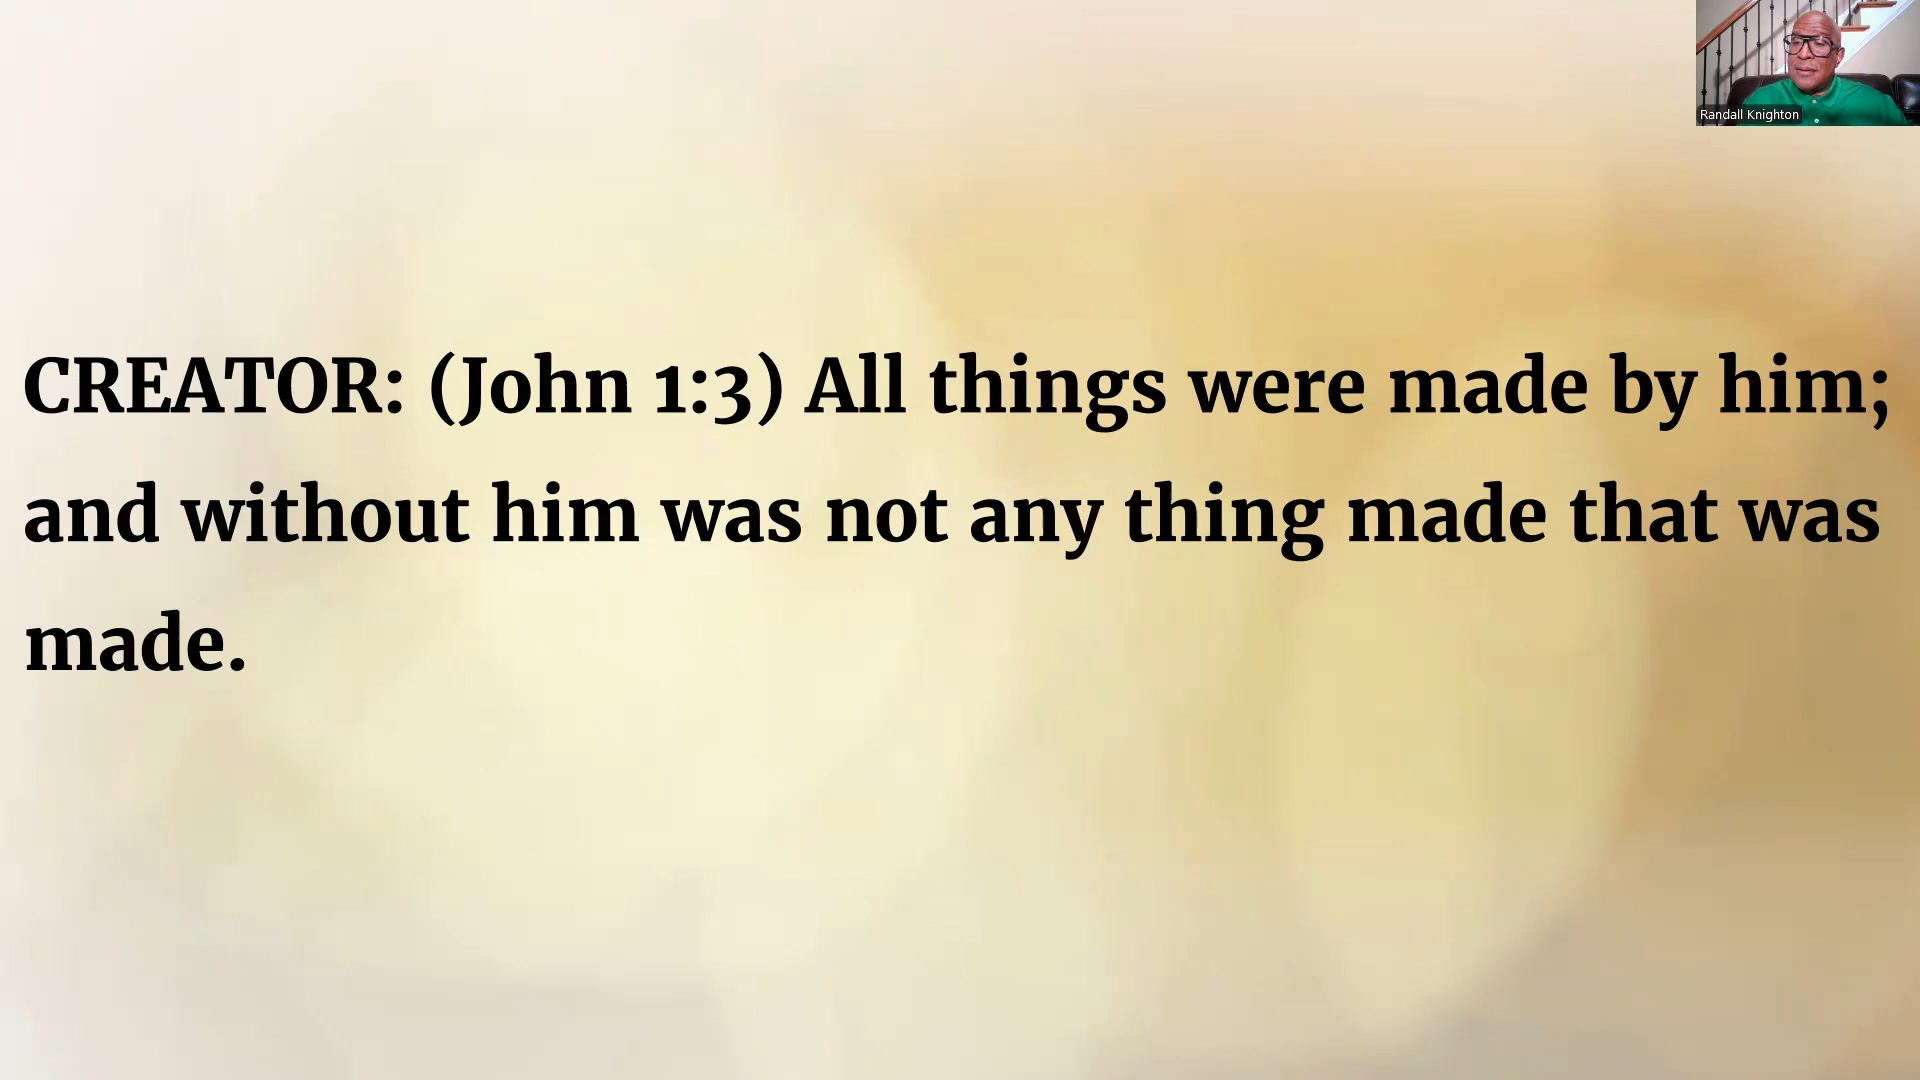 Randall Knighton
CREATOR: (John 1:3) All things were made by him;
and without him was not any thing made that was
made.